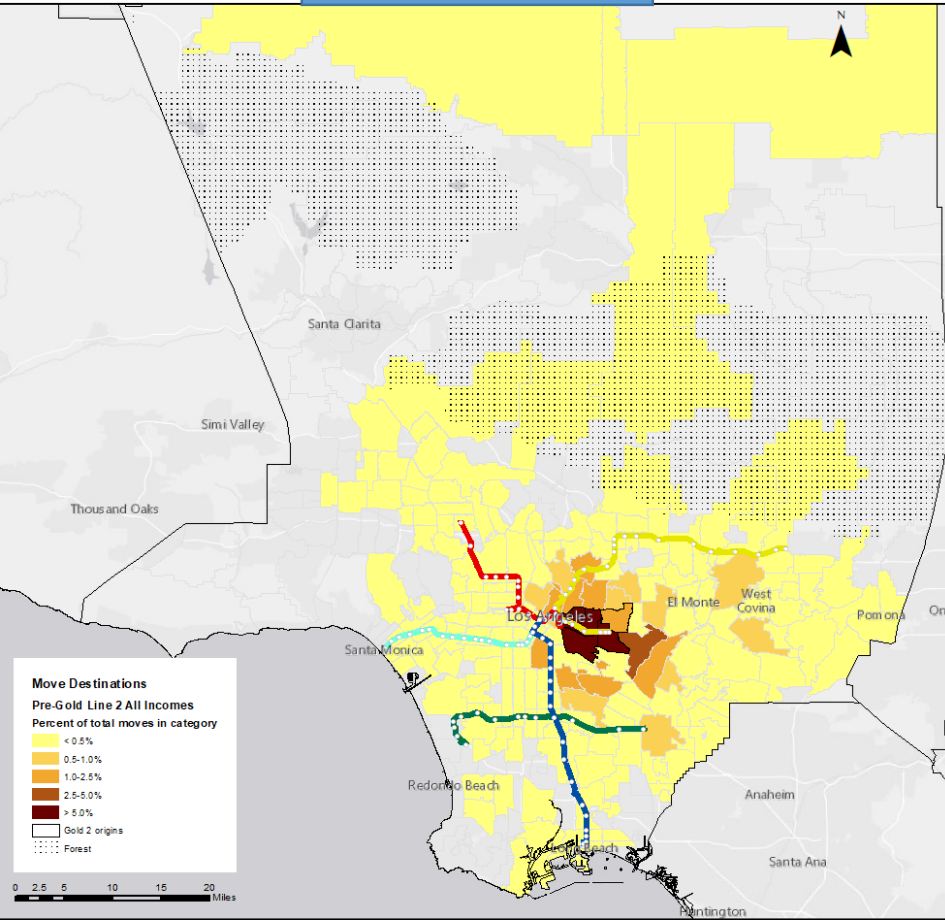 N
Santa Clarita
Simi Valley
Thousand Oaks
El Monte
West
Covina
Pomona
On
Los Angeles
Santa Monica
Redondo Beach
Anaheim
Long Beach
Santa Ana
Huntington
Move Destinations
Pre-Gold Line 2 All Incomes
Percent of total moves in category
< 0.5%
0.5-1.0%
1.0-2.5%
2.5-5.0%
> 5.0%
Gold 2 origins
Forest
0 2.5 5 10 15 20
Miles